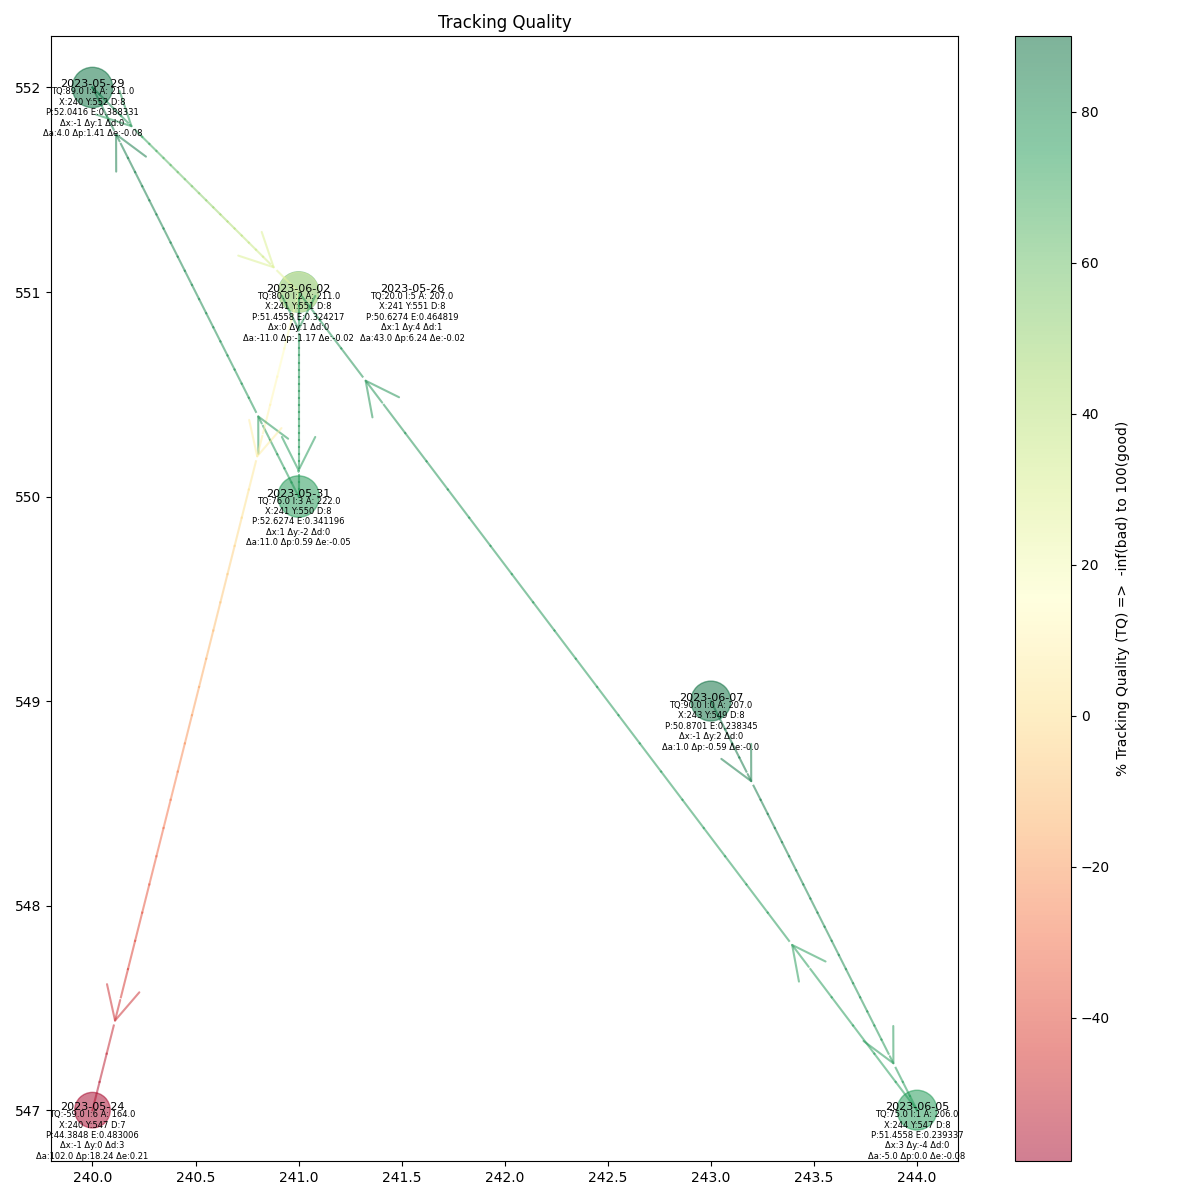 Tracking Quality
552
551
550
549
548
547
2023-05-29
TQ:89.0 I:4 A: 211.0
X:240 Y:552 D:8
P:52.0416 E:0.388331
Δx:-1 Δy:1 Δd:0
Δa:4.0 Δp:1.41 Δe:-0.08
2023-06-02
TQ:80.0 I:2 A: 211.0
X:241 Y:551 D:8
P:51.4558 E:0.324217
Δx:0 Δy:1 Δd:0
Δa:-11.0 Δp:-1.17 Δe:-0.02
2023-05-26
TQ:20.0 I:5 A: 207.0
X:241 Y:551 D:8
P:50.6274 E:0.464819
Δx:1 Δy:4 Δd:1
Δa:43.0 Δp:6.24 Δe:-0.02
2023-05-31
TQ:76.0 I:3 A: 222.0
X:241 Y:550 D:8
P:52.6274 E:0.341196
Δx:1 Δy:-2 Δd:0
Δa:11.0 Δp:0.59 Δe:-0.05
2023-06-07
TQ:90.0 I:0 A: 207.0
X:243 Y:549 D:8
P:50.8701 E:0.238345
Δx:-1 Δy:2 Δd:0
Δa:1.0 Δp:-0.59 Δe:-0.0
2023-05-24
TQ:-59.0 I:6 A: 164.0
X:240 Y:547 D:7
P:44.3848 E:0.483006
Δx:-1 Δy:0 Δd:3
Δa:102.0 Δp:18.24 Δe:0.21
2023-06-05
TQ:75.0 I:1 A: 206.0
X:244 Y:547 D:8
P:51.4558 E:0.239337
Δx:3 Δy:-4 Δd:0
Δa:-5.0 Δp:0.0 Δe:-0.08
240.0 240.5 241.0 241.5 242.0 242.5 243.0 243.5 244.0
80
60
40
20
0
−20
−40
% Tracking Quality (TQ) =>  -inf(bad) to 100(good)